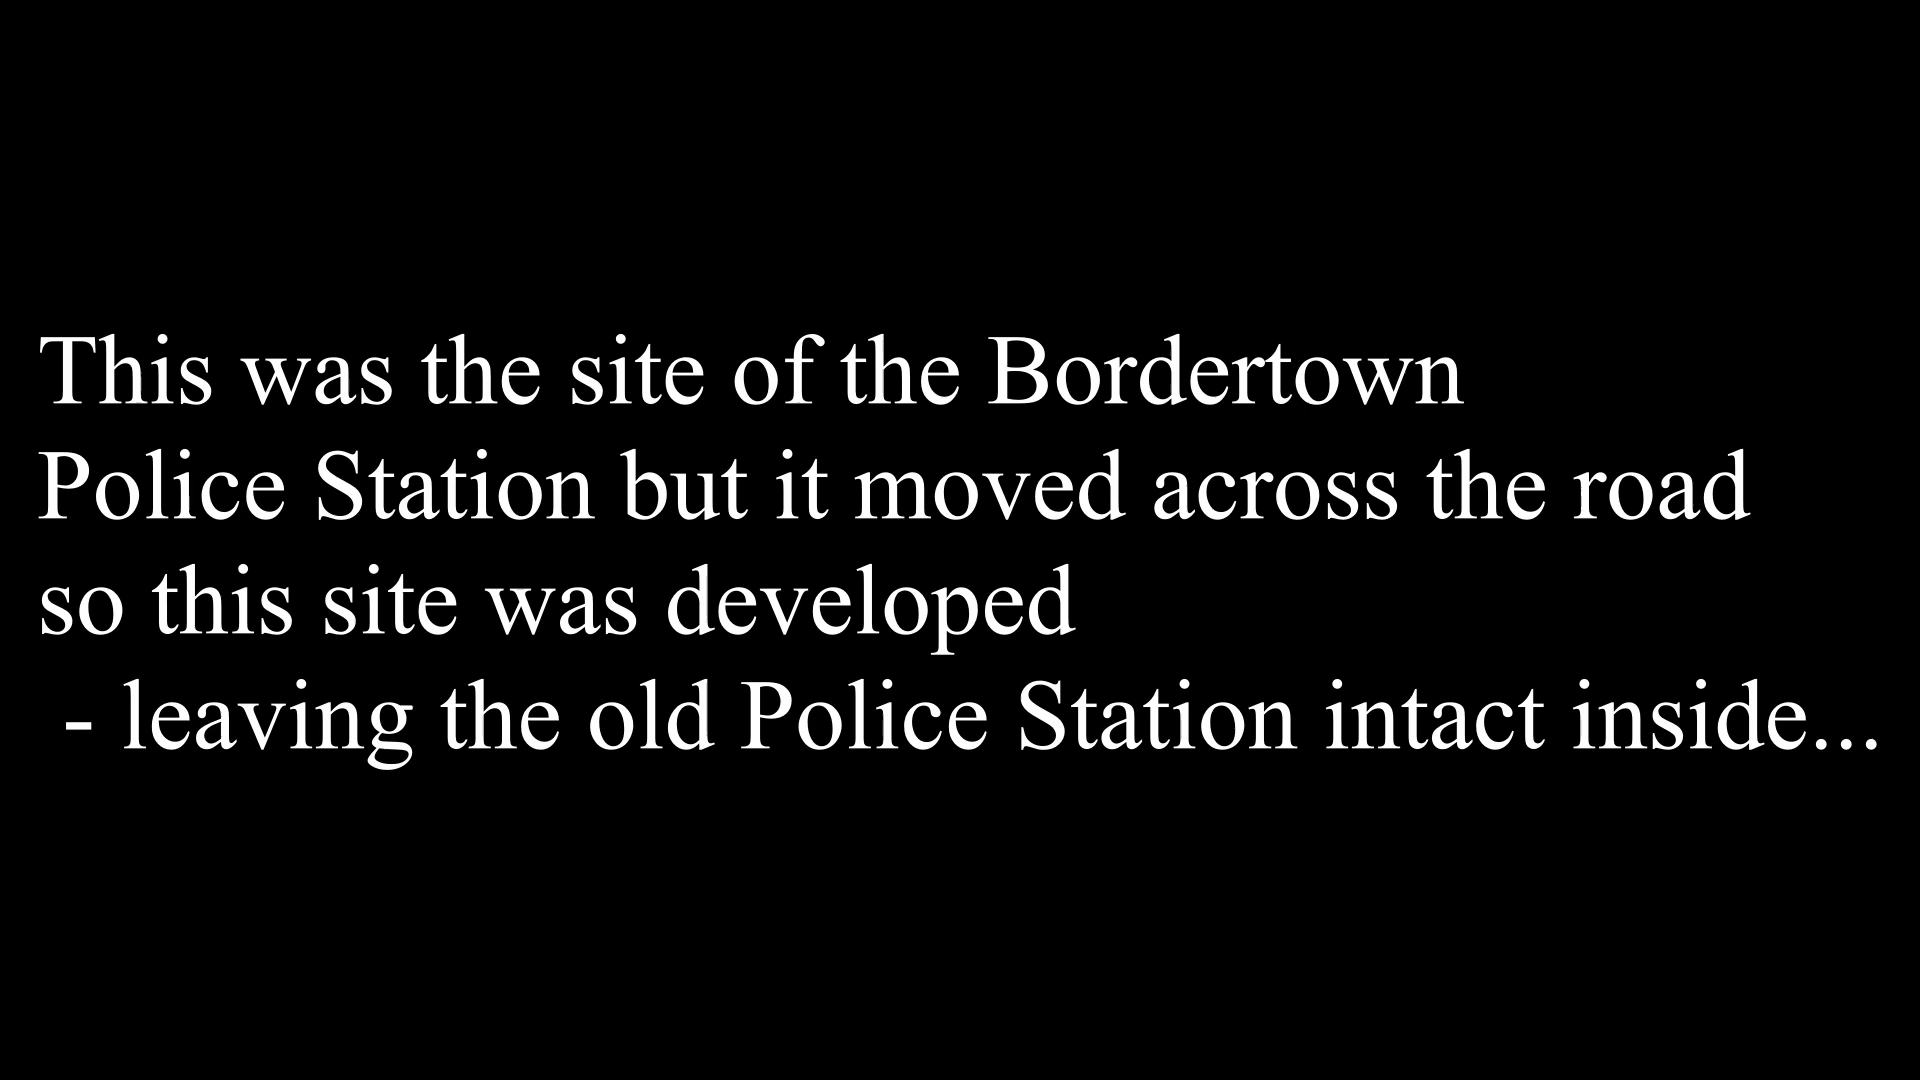 This was the site of the Bordertown
Police Station but it moved across the road
so this site was developed
- leaving the old Police Station intact inside...